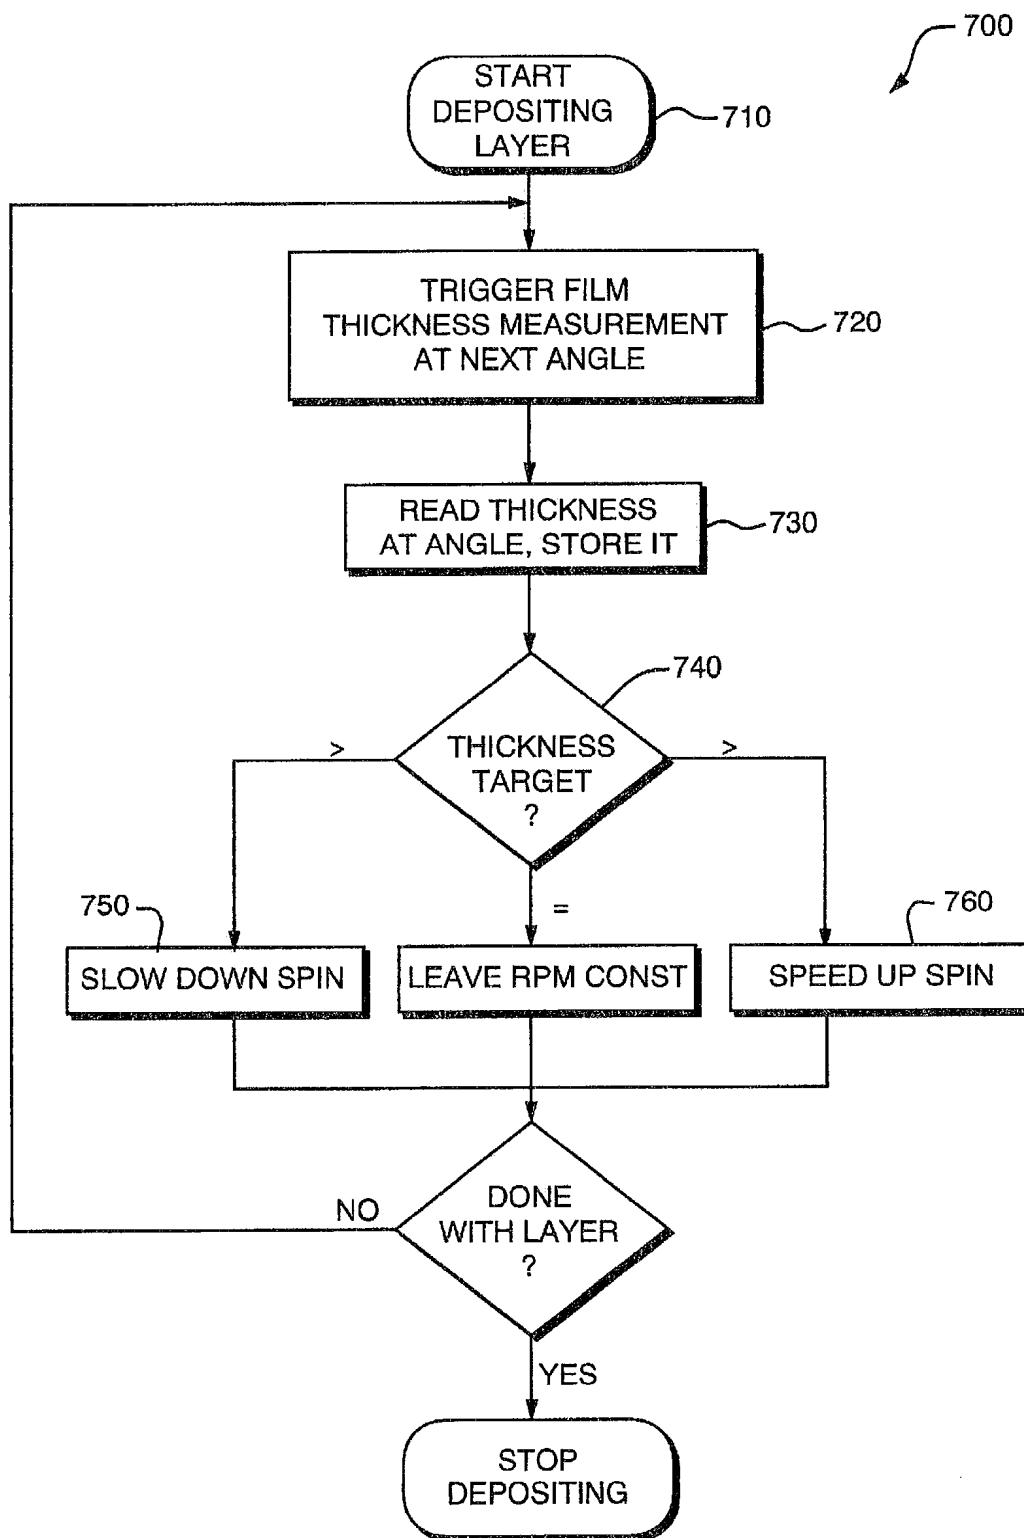 700
START
DEPOSITING
LAYER
710
TRIGGER FILM
THICKNESS MEASUREMENT
AT NEXT ANGLE
720
READ THICKNESS
AT ANGLE, STORE IT
730
740
THICKNESS
TARGET
?
>
>
=
750
SLOW DOWN SPIN
LEAVE RPM CONST
760
SPEED UP SPIN
DONE
WITH LAYER
?
NO
YES
STOP
DEPOSITING